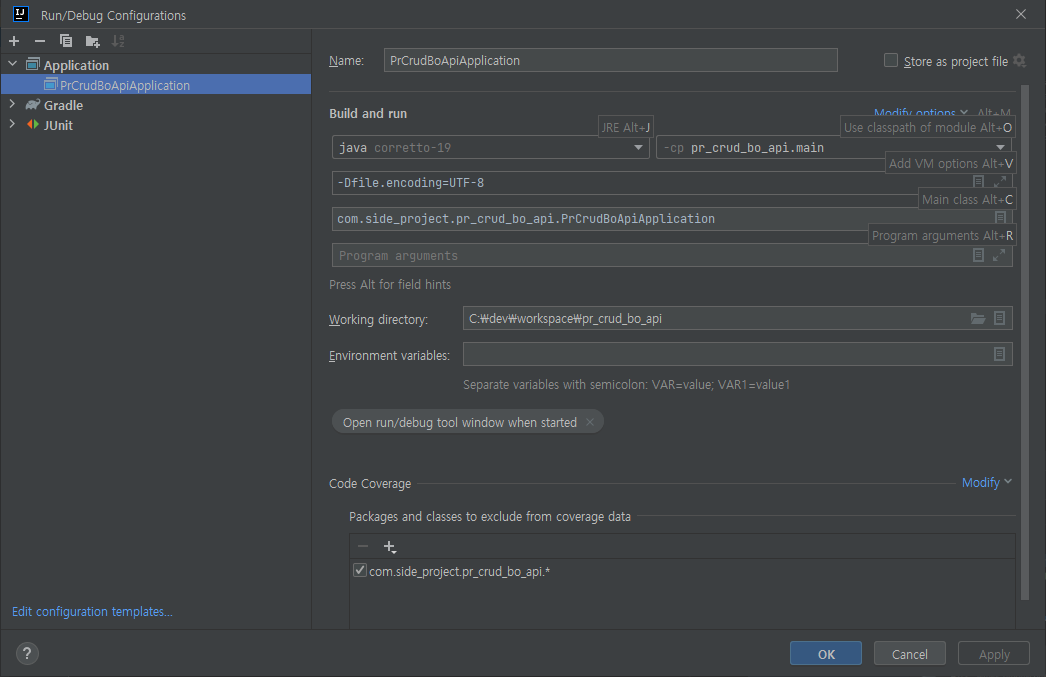 Run/Debug Configurations
Application
PrCrudBoApiApplication
Gradle
JUnit
Edit configuration templates...
Name: PrCrudBoApiApplication
Store as project file
Build and run
Modify options Alt+M
JRE Alt+J
Use classpath of module Alt+O
java corretto-19
-cp pr_crud_bo_api.main
Add VM options Alt+V
-Dfile.encoding=UTF-8
Main class Alt+C
com.side_project.pr_crud_bo_api.PrCrudBoApiApplication
Program arguments Alt+R
Program arguments
Press Alt for field hints
Working directory: C:₩dev₩workspace₩pr_crud_bo_api
Environment variables:
Separate variables with semicolon: VAR=value; VAR1=value1
Open run/debug tool window when started
Code Coverage
Modify
Packages and classes to exclude from coverage data
com.side_project.pr_crud_bo_api.*
?
OK
Cancel
Apply